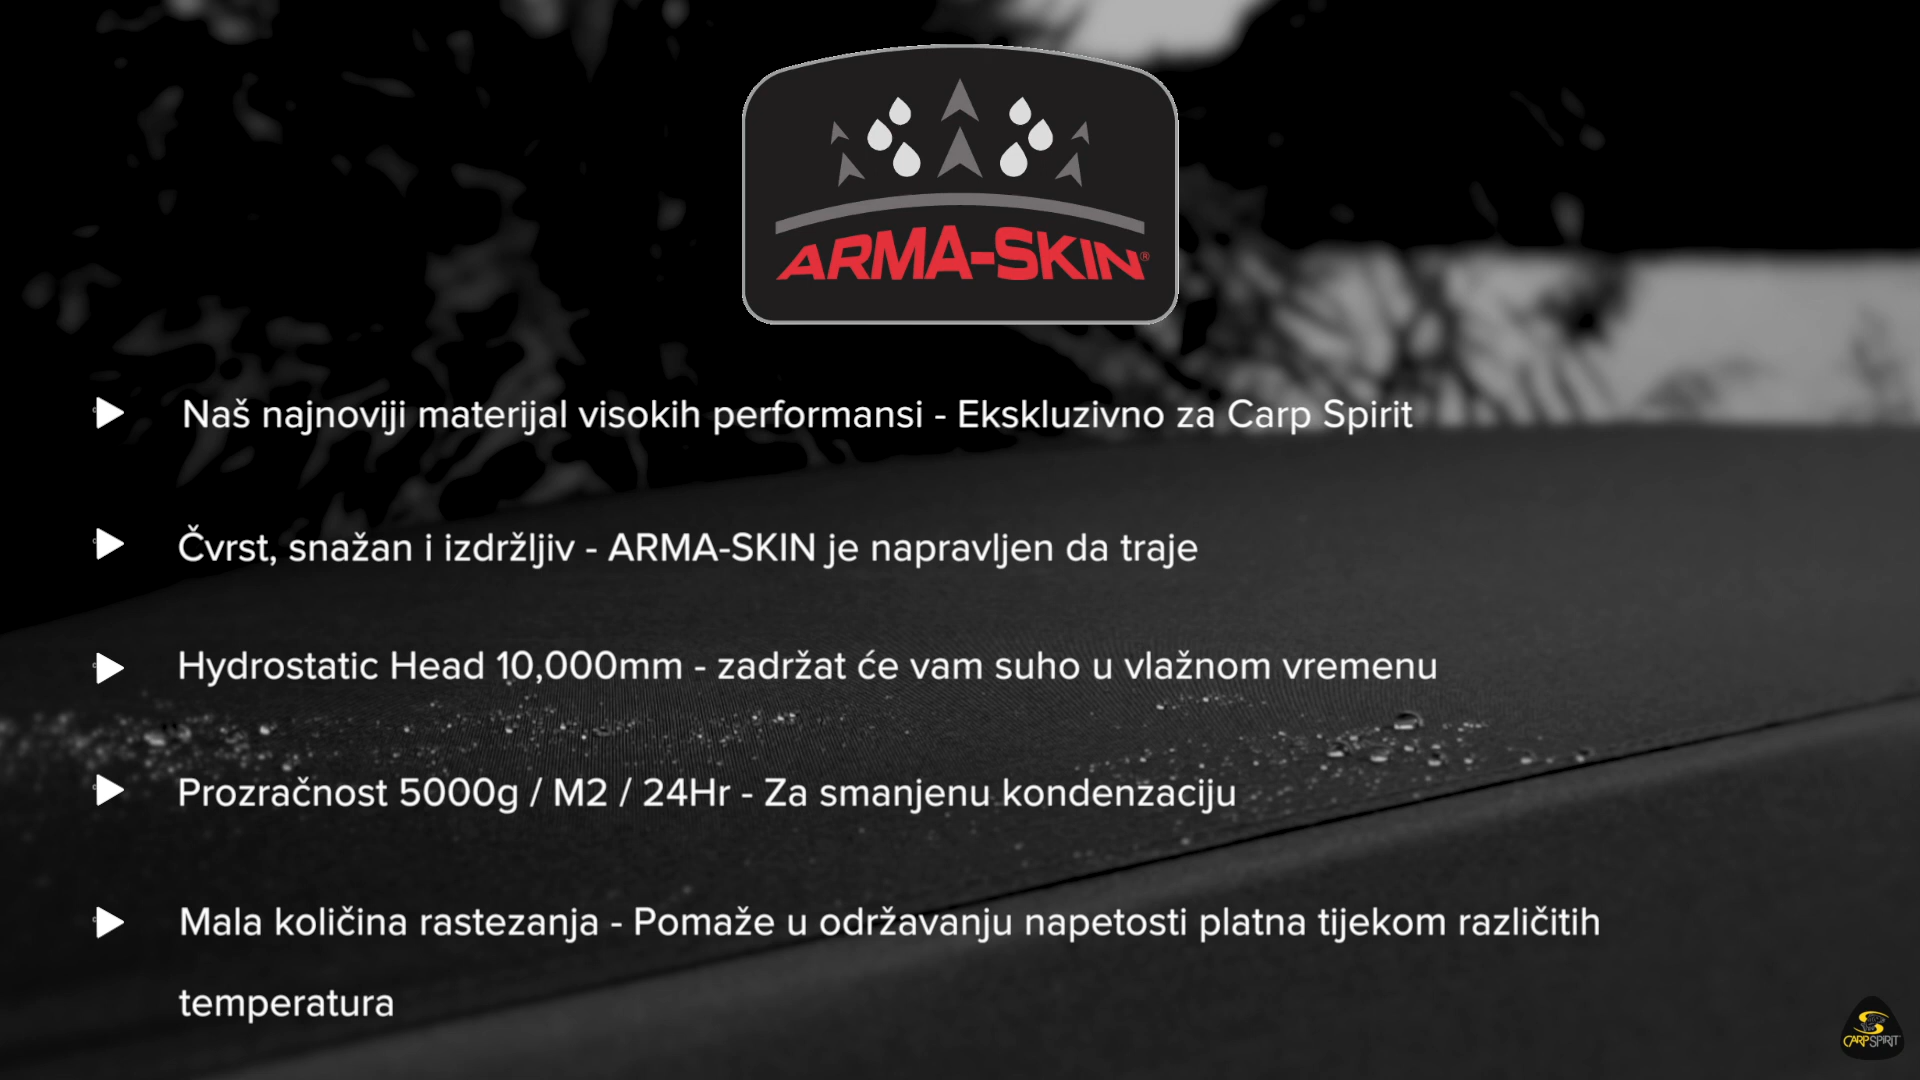 ARMA-SKIN®
Naš najnoviji materijal visokih performansi - Ekskluzivno za Carp Spirit
Čvrst, snažan i izdržljiv - ARMA-SKIN je napravljen da traje
Hydrostatic Head 10,000mm - zadržat će vam suho u vlažnom vremenu
Prozračnost 5000g / M2 / 24Hr - Za smanjenu kondenzaciju
Mala količina rastezanja - Pomaže u održavanju napetosti platna tijekom različitih
temperatura
CARPSPIRIT